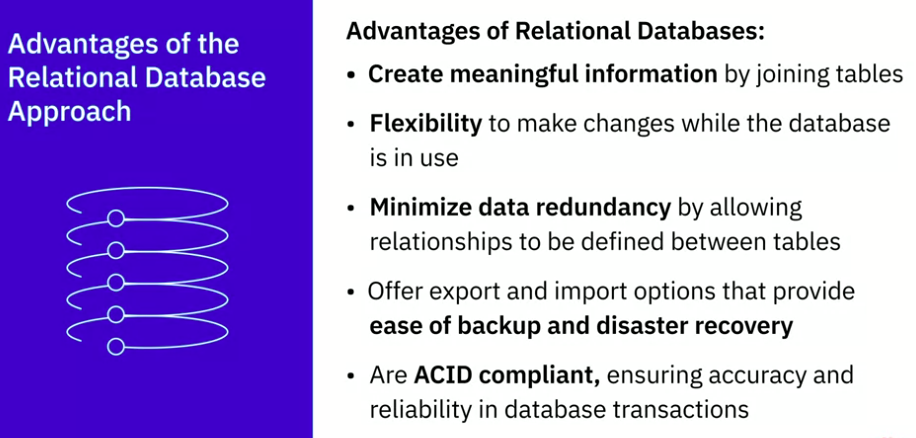 Advantages of the
Relational Database
Approach
Advantages of Relational Databases:
• Create meaningful information by joining tables
• Flexibility to make changes while the database
is in use
• Minimize data redundancy by allowing
relationships to be defined between tables
• Offer export and import options that provide
ease of backup and disaster recovery
• Are ACID compliant, ensuring accuracy and
reliability in database transactions